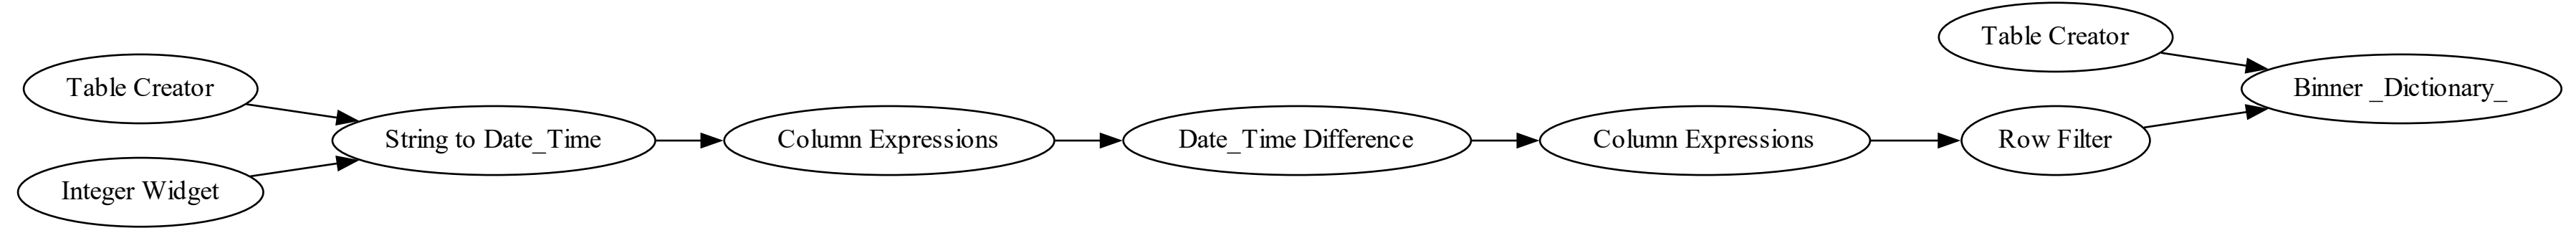 Table Creator
Integer Widget
String to Date_Time
Column Expressions
Date_Time Difference
Column Expressions
Table Creator
Row Filter
Binner _Dictionary_